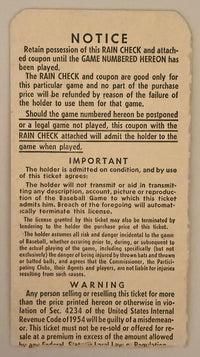 NOTICE
Retain possession of this RAIN CHECK and attach-
ed coupon until the GAME NUMBERED HEREON has
been played.
The RAIN CHECK and coupon are good only for
this particular game and no part of the purchase
price will be refunded by reason of the failure of
the holder to use them for that game.
Should the game numbered hereon be postponed
or a legal game not played, this coupon with the
RAIN CHECK attached will admit the holder to the
game when played.
IMPORTANT
The holder is admitted on condition, and by use
of this ticket agrees:
The holder will not transmit or aid in transmit-
ting any description, account, picture or reproduc-
tion of the Baseball Game to which this ticket
admits him. Breach of the foregoing will automat-
ically terminate this license.
The license granted by this ticket may also be terminated by
tendering to the holder the purchase price of this ticket.
The holder assumes all risk and danger incidental to the game
of Baseball, whether occurring prior to, during, or subsequent to
the actual playing of the game, including specifically (but not
exclusively) the danger of being injured by thrown bats and thrown
or batted balls, and agrees that the Commissioner, the Partici-
pating Clubs, their Agents and players, are not liable for injuries
resulting from such causes.
WARNING
Any person selling or reselling this ticket for more
than the price printed hereon or otherwise in viola-
tion of Sec. 4234 of the United States Internal
Revenue Code of 1954 will be guilty of a misdemean-
or. This ticket must not be re-sold or offered for re-
sale at a premium in excess of the amount allowed
by any Federal, State or Local Law or Regulation.